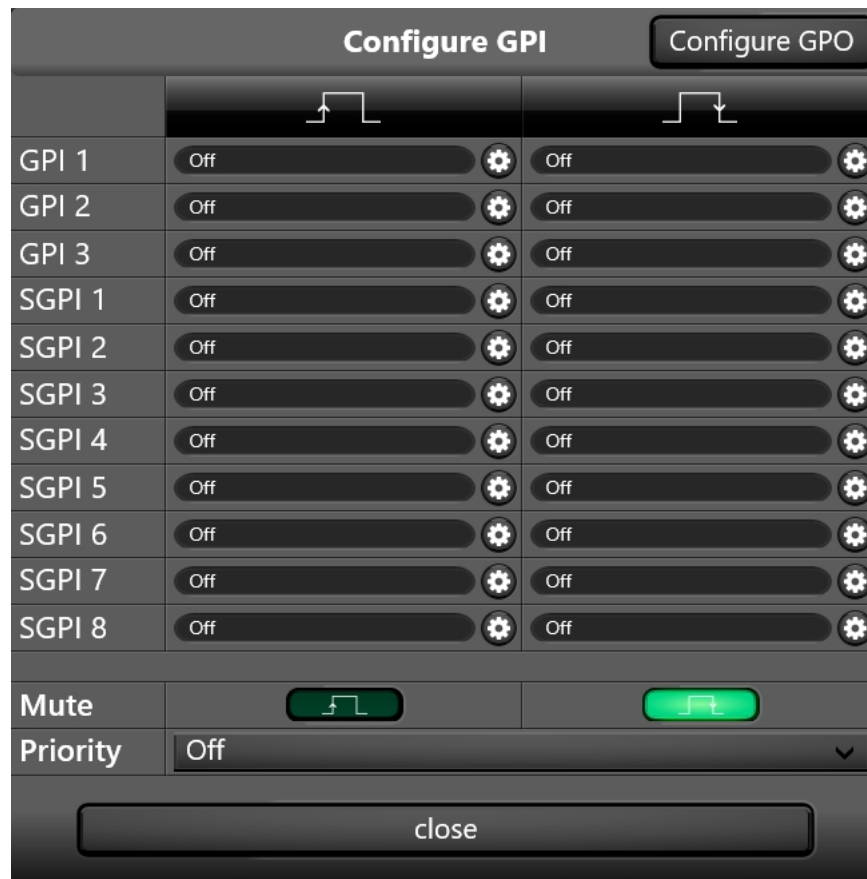 Configure GPI Configure GPO
GPI 1 Off Off
GPI 2 Off Off
GPI 3 Off Off
SGPI 1 Off Off
SGPI 2 Off Off
SGPI 3 Off Off
SGPI 4 Off Off
SGPI 5 Off Off
SGPI 6 Off Off
SGPI 7 Off Off
SGPI 8 Off Off
Mute
Priority Off
close